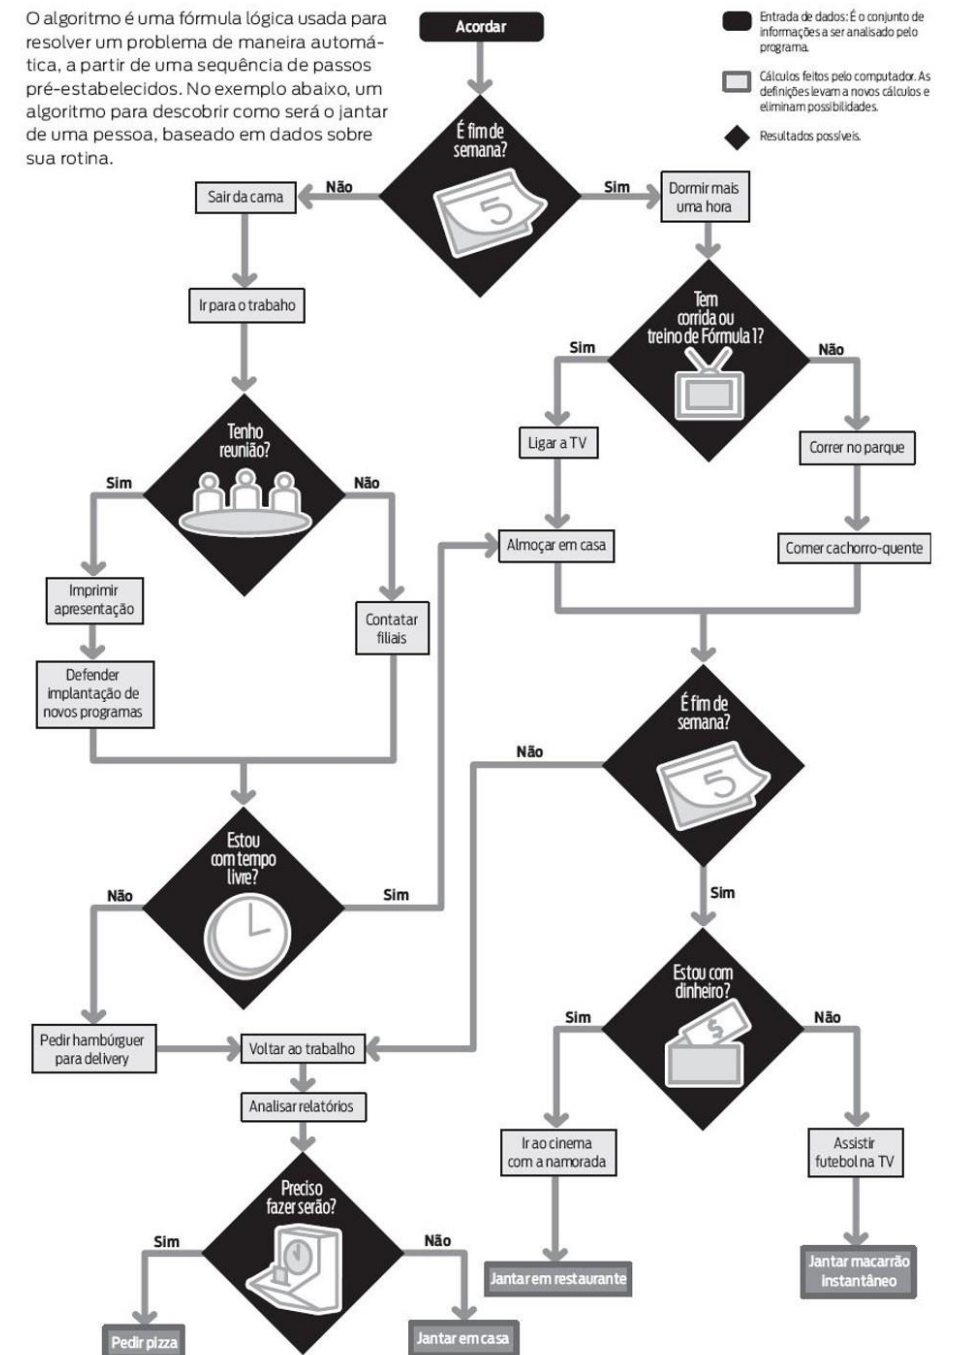 O algoritmo é uma fórmula lógica usada para
resolver um problema de maneira automá-
tica, a partir de uma sequência de passos
pré-estabelecidos. No exemplo abaixo, um
algoritmo para descobrir como será o jantar
de uma pessoa, baseado em dados sobre
sua rotina.
Acordar
Entrada de dados: É o conjunto de
informações a ser analisado pelo
programa.
Cálculos feitos pelo computador. As
definições levam a novos cálculos e
eliminam possibilidades.
Resultados possíveis.
É fim de
semana?
5
Não
Sim
Sair da cama
Dormir mais
uma hora
Ir para o trabaho
Tem
corrida ou
treino de Fórmula 1?
Sim
Não
Ligar a TV
Correr no parque
Tenho
reunião?
Sim
Não
Almoçar em casa
Comer cachorro-quente
Imprimir
apresentação
Contatar
filiais
Defender
implantação de
novos programas
É fim de
semana?
5
Não
Sim
Estou
com tempo
livre?
Não
Sim
Estou com
dinheiro?
$
Sim
Não
Pedir hambúrguer
para delivery
Voltar ao trabalho
Analisar relatórios
Ir ao cinema
com a namorada
Assistir
futebol na TV
Preciso
fazer serão?
Sim
Não
Jantar em restaurante
Jantar macarrão
instantâneo
Pedir pizza
Jantar em casa